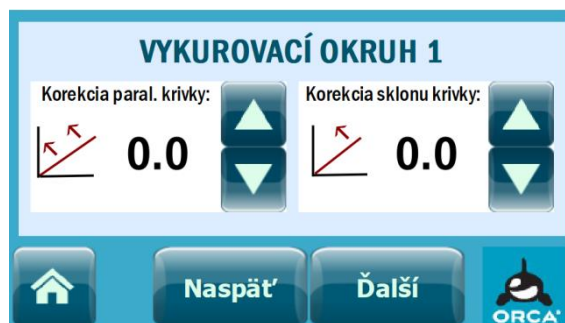 VYKUROVACÍ OKRUH 1
Korekcia paral. krivky:
0.0
Korekcia sklonu krivky:
0.0
Naspäť
Ďalší
ORCA